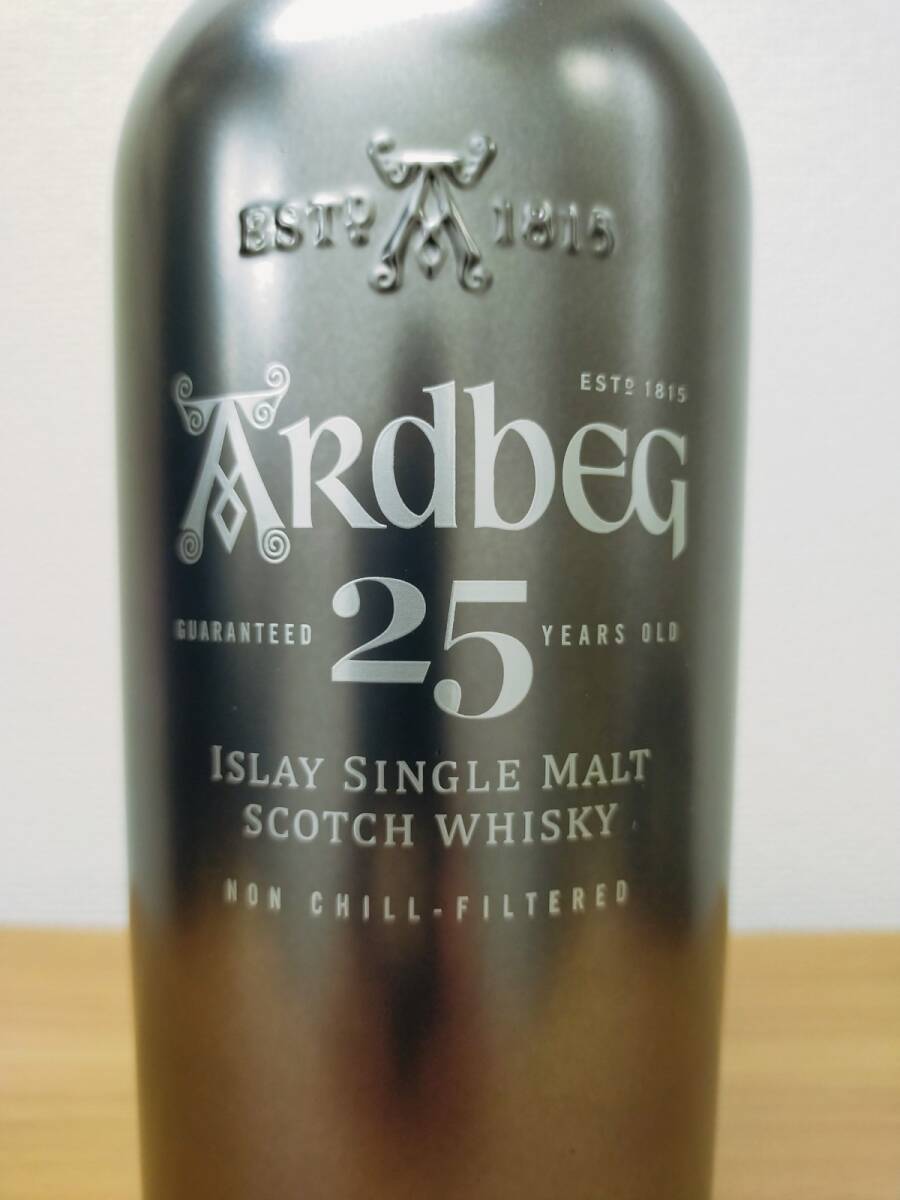 ESTD A 1815
ESTD 1815
ARdbEG
GUARANTEED 25 YEARS OLD
ISLAY SINGLE MALT
SCOTCH WHISKY
NON CHILL-FILTERED